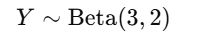 Y ∼ Beta(3, 2)